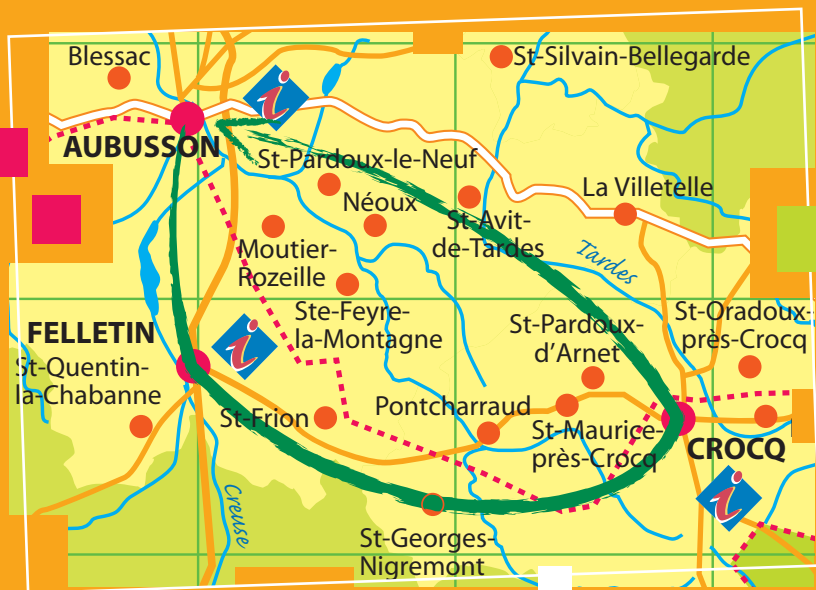 Blessac
St-Silvain-Bellegarde
i
AUBUSSON
St-Pardoux-le-Neuf
La Villetelle
Néoux
St-Avit-
de-Tardes
Moutier-
Rozeille
Tardes
Ste-Feyre-
la-Montagne
St-Oradoux-
près-Crocq
FELLETIN
i
St-Pardoux-
d'Arnet
St-Quentin-
la-Chabanne
St-Frion
Pontcharraud
St-Maurice-
près-Crocq
CROCQ
i
Creuse
St-Georges-
Nigremont